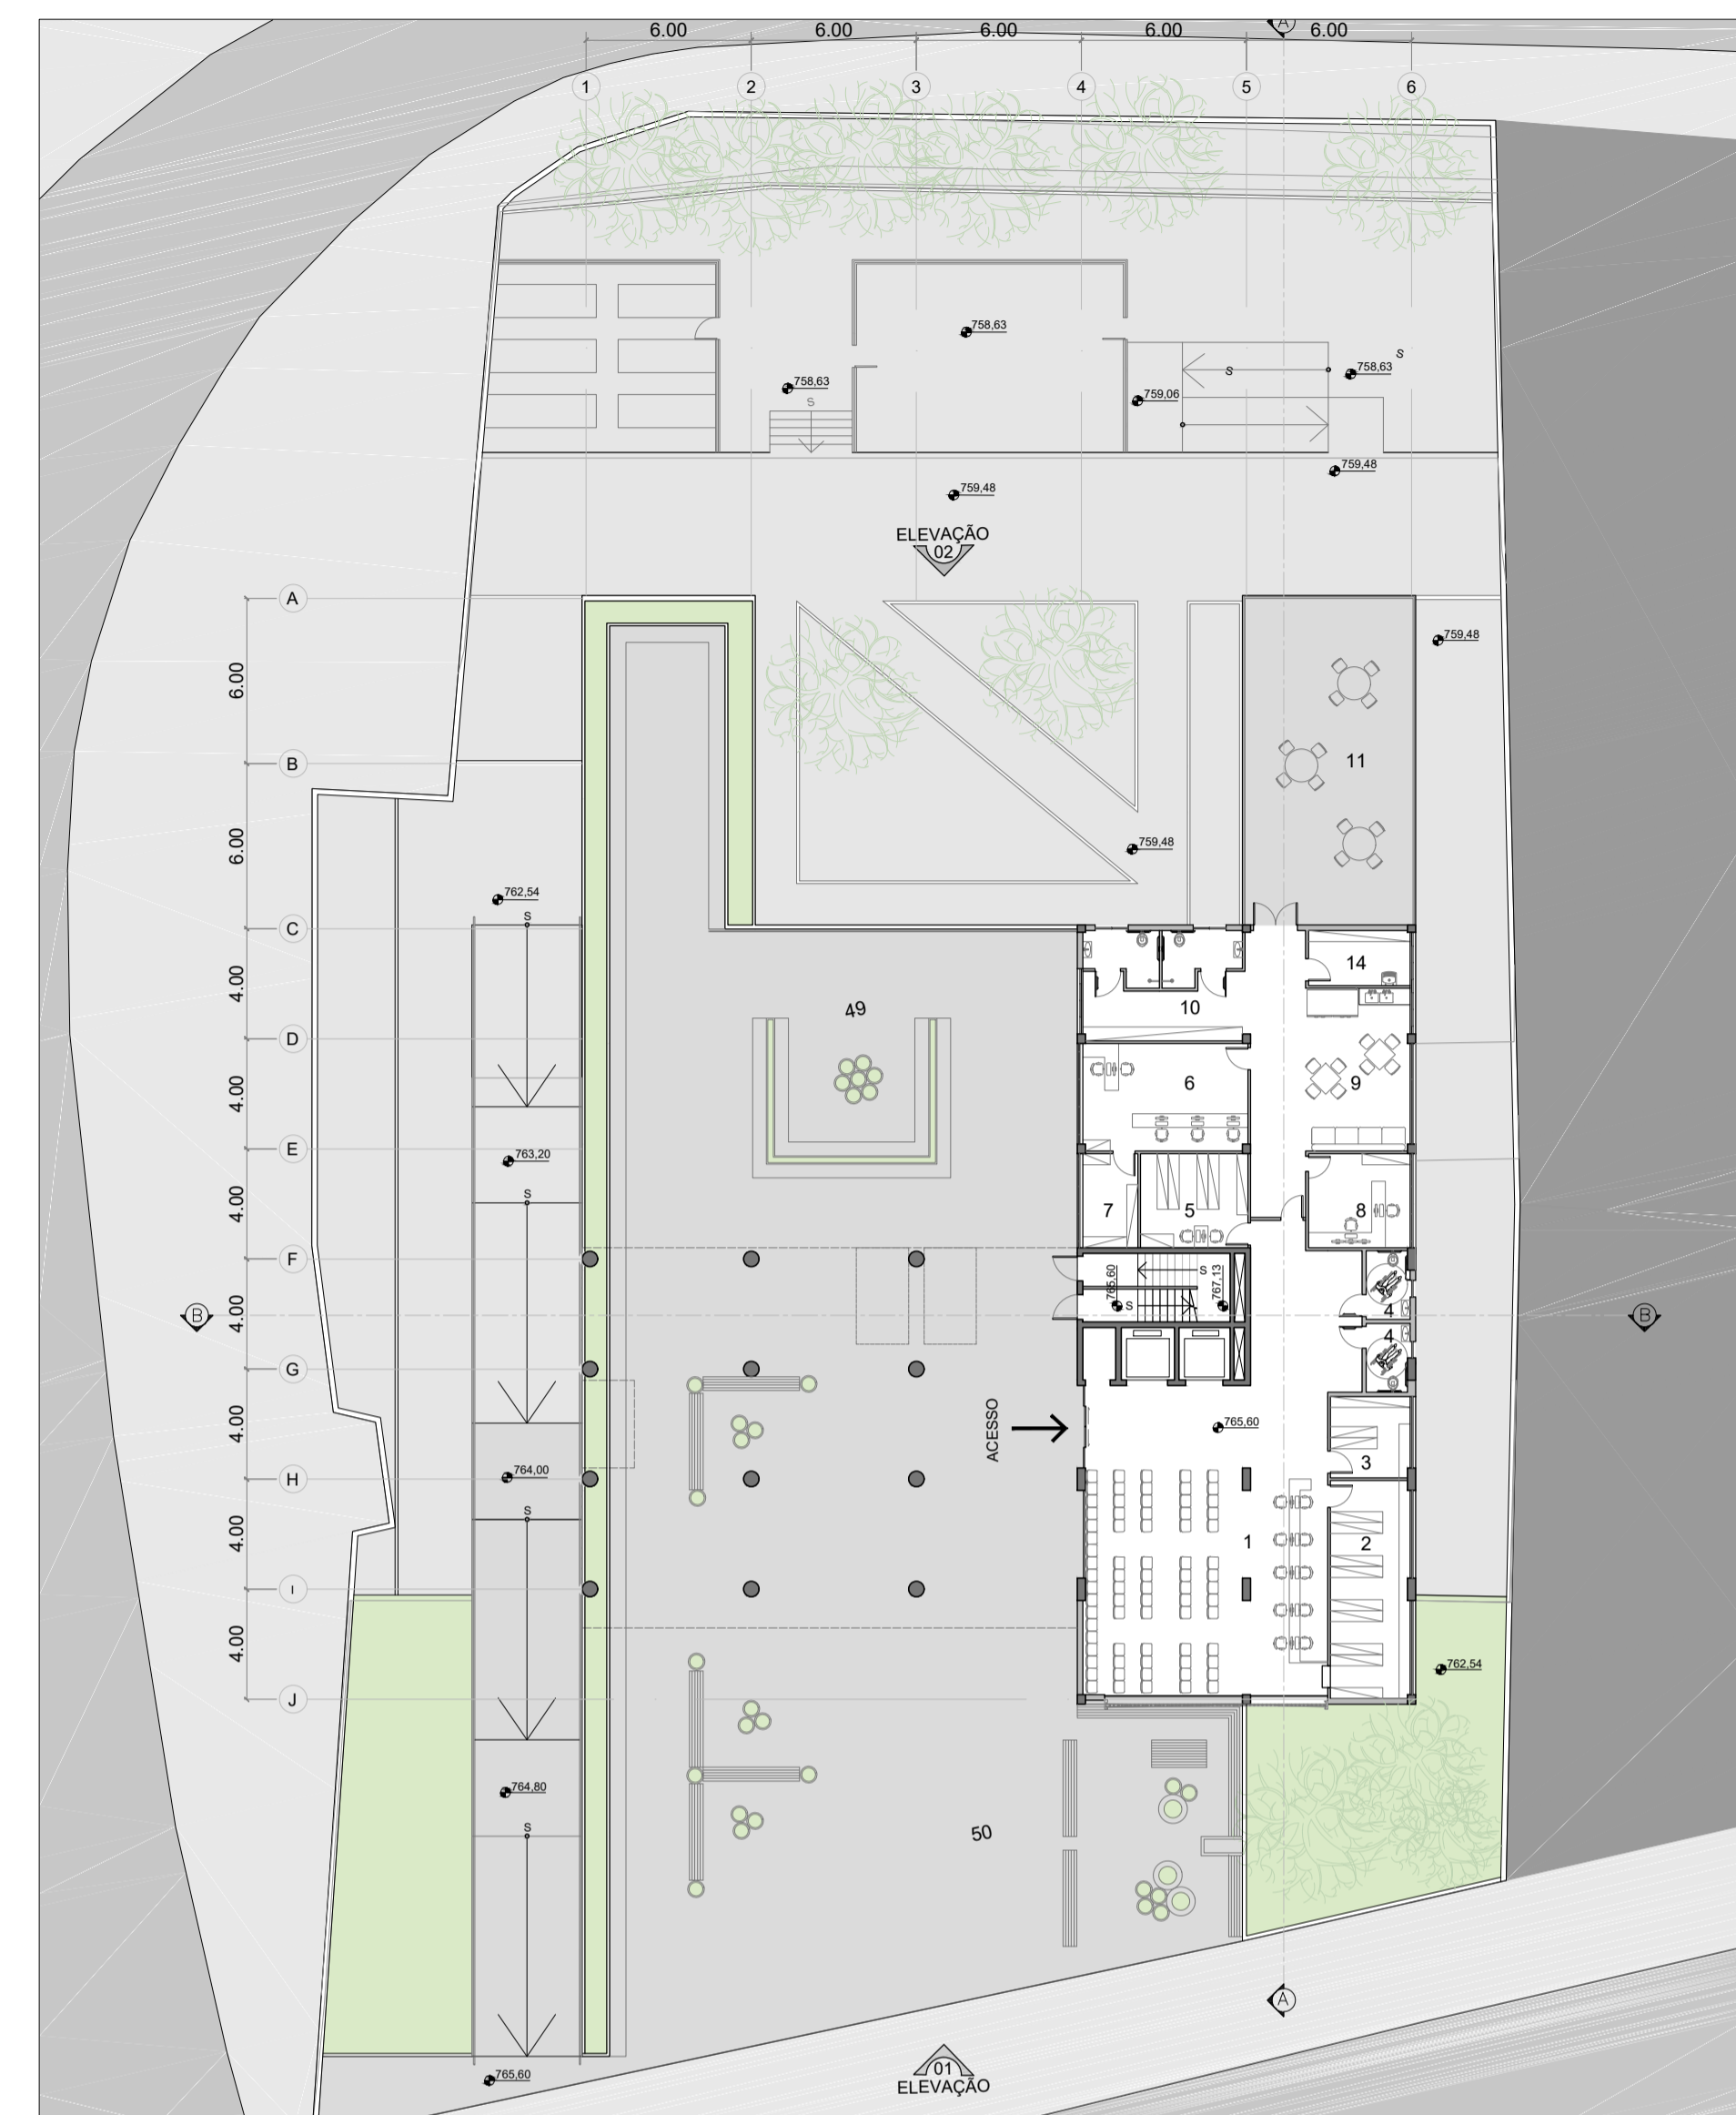 6.00 6.00 6.00 6.00 6.00
A
1 2 3 4 5 6
758,63
758,63
S
S
S
758,63
759,06
759,48
759,48
ELEVAÇÃO
02
A
6.00
759,48
B
11
6.00
759,48
762,54
S
C
14
4.00
49
10
D
6
9
4.00
E
763,20
S
7
5
8
4.00
F
765,60
S
S
767,13
4
B
4.00
B
4
G
4.00
ACESSO
765,60
3
H
764,00
S
1
2
4.00
I
4.00
762,54
J
764,80
S
50
A
01
ELEVAÇÃO
765,60